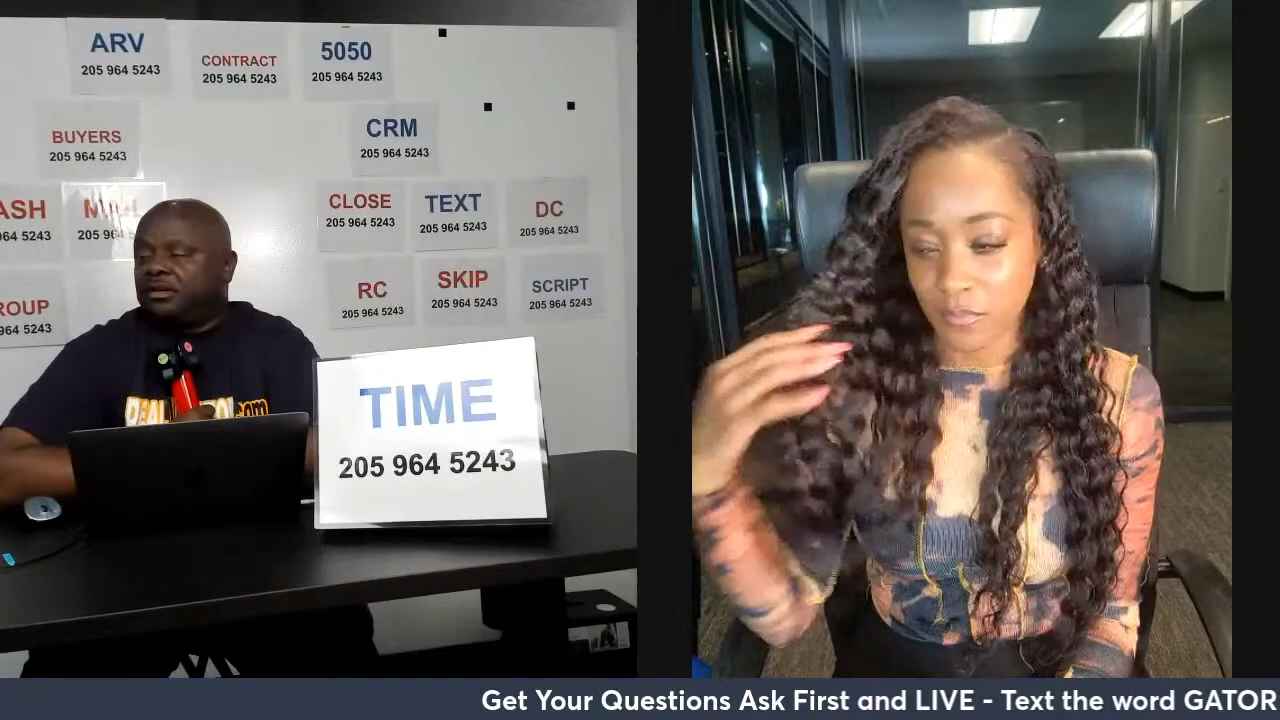 ARV
205 964 5243
CONTRACT
205 964 5243
5050
205 964 5243
BUYERS
205 964 5243
CRM
205 964 5243
ASH
64 5243
205 96
CLOSE
205 964 5243
TEXT
205 964 5243
DC
205 964 5243
ROUP
964 5243
RC
205 964 5243
SKIP
205 964 5243
SCRIPT
205 964 5243
TIME
205 964 5243
Get Your Questions Ask First and LIVE - Text the word GATOR